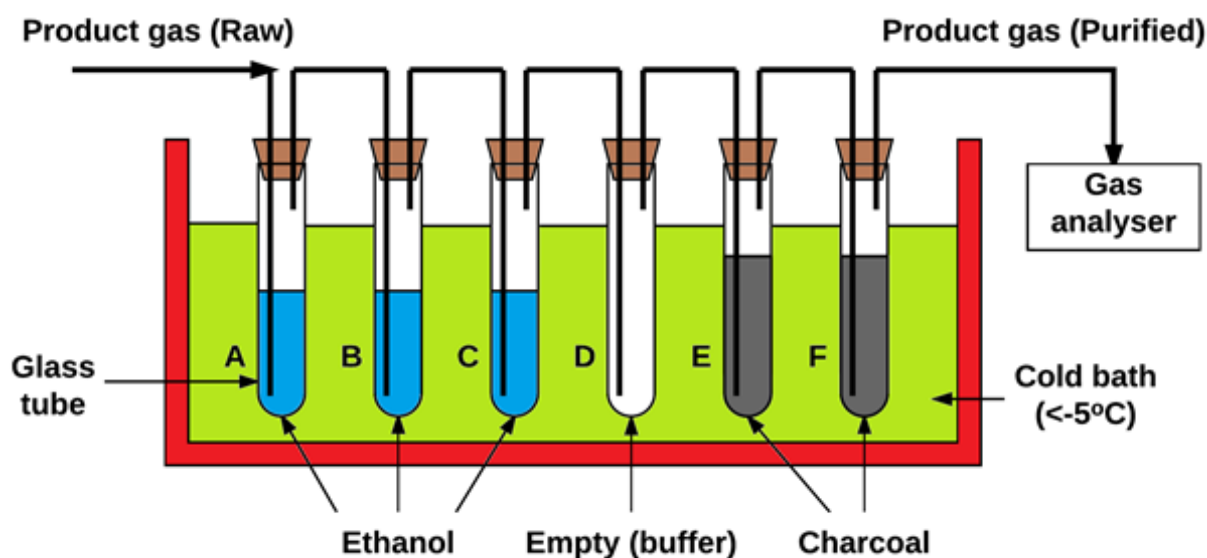 Product gas (Raw)
Product gas (Purified)
Gas
analyser
A
B
C
D
E
F
Glass
tube
Cold bath
(<-5ºC)
Ethanol
Empty (buffer)
Charcoal